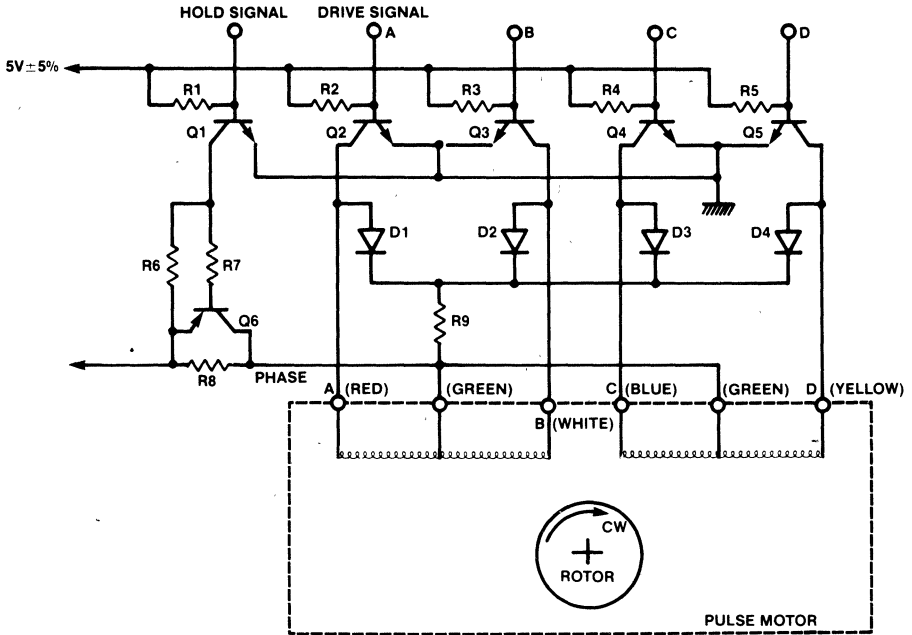 HOLD SIGNAL DRIVE SIGNAL
A B C D
5V±5%
R1 R2 R3 R4 R5
Q1 Q2 Q3 Q4 Q5
D1 D2 D3 D4
R6 R7
Q6 R9
R8 PHASE
A (RED) (GREEN) C (BLUE) (GREEN) D (YELLOW)
B (WHITE)
CW
ROTOR
PULSE MOTOR